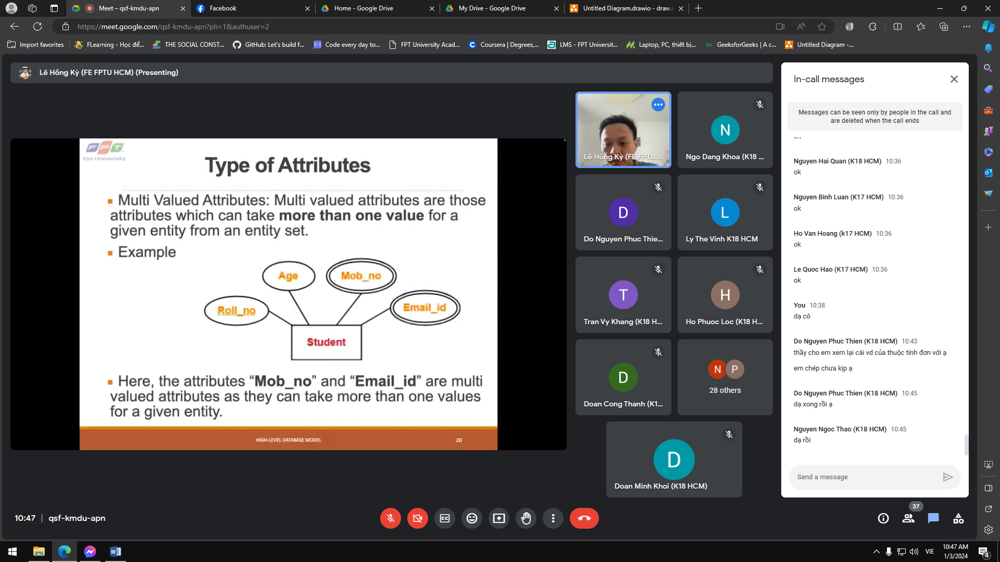 Meet – qsf-kmdu-apn
Facebook
Home - Google Drive
My Drive - Google Drive
Untitled Diagram.drawio - draw.i
https://meet.google.com/qsf-kmdu-apn?pli=1&authuser=2
Import favorites
FLearning - Học để...
THE SOCIAL CONST...
GitHub: Let's build f...
Code every day to...
FPT University Acad...
Coursera | Degrees,...
LMS - FPT Universit...
Laptop, PC, thiết bị...
GeeksforGeeks | A c...
Untitled Diagram -...
Lê Hồng Kỳ (FE FPTU HCM) (Presenting)
FPT
Fpt University
Type of Attributes
Multi Valued Attributes: Multi valued attributes are those
attributes which can take more than one value for a
given entity from an entity set.
Example
Age
Mob_no
Roll_no
Email_id
Student
Here, the attributes “Mob_no” and “Email_id” are multi
valued attributes as they can take more than one values
for a given entity.
HIGH-LEVEL DATABASE MODEL
20
Lê Hồng Kỳ (FE FPTU ...
N
Ngo Dang Khoa (K18 ...
D
Do Nguyen Phuc Thie...
L
Ly The Vinh K18 HCM
T
Tran Vy Khang (K18 H...
H
Ho Phuoc Loc (K18 H...
D
Doan Cong Thanh (K1...
N P
28 others
D
Doan Minh Khoi (K18 HCM)
In-call messages
Messages can be seen only by people in the call and
are deleted when the call ends
ok
Nguyen Hai Quan (K18 HCM) 10:36
ok
Nguyen Binh Luan (K17 HCM) 10:36
ok
Ho Van Hoang (k17 HCM) 10:36
ok
Le Quoc Hao (K17 HCM) 10:36
ok
You 10:38
dạ có
Do Nguyen Phuc Thien (K18 HCM) 10:43
thầy cho em xem lại cái vd của thuộc tính đơn với ạ
em chép chưa kịp ạ
Do Nguyen Phuc Thien (K18 HCM) 10:45
dạ xong rồi ạ
Nguyen Ngoc Thao (K18 HCM) 10:45
dạ rồi
Send a message
10:47 | qsf-kmdu-apn
37
VIE
10:47 AM
1/3/2024
4